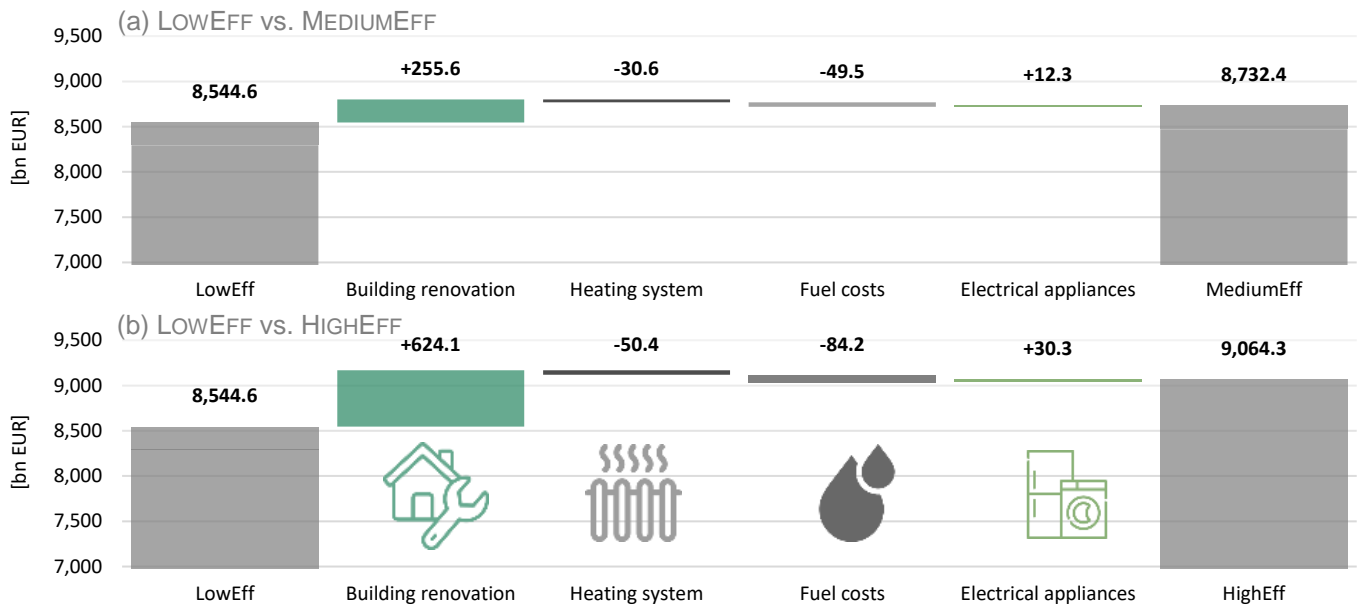 (a) LOWEFF vs. MEDIUMEFF
9,500
9,000
8,500
8,000
7,500
7,000
[bn EUR]
8,544.6
+255.6
-30.6
-49.5
+12.3
8,732.4
LowEff
Building renovation
Heating system
Fuel costs
Electrical appliances
MediumEff
(b) LOWEFF vs. HIGHEFF
9,500
9,000
8,500
8,000
7,500
7,000
[bn EUR]
8,544.6
+624.1
-50.4
-84.2
+30.3
9,064.3
LowEff
Building renovation
Heating system
Fuel costs
Electrical appliances
HighEff